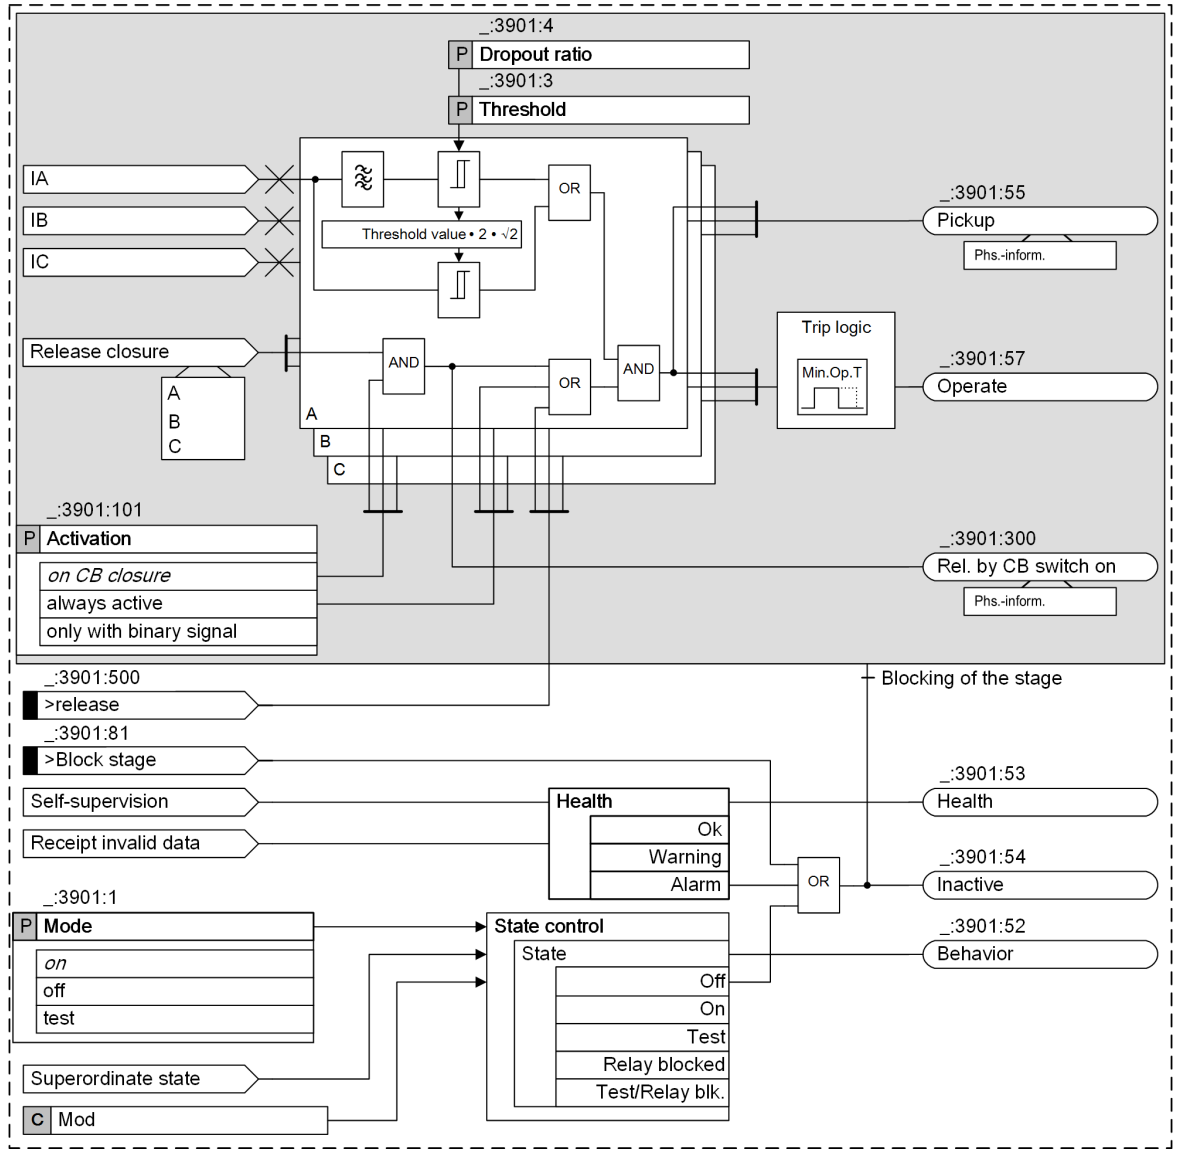 _:3901:4
P Dropout ratio
_:3901:3
P Threshold
IA
IB
IC
OR
Threshold value • 2 • √2
_:3901:55
Pickup
Phs.-inform.
Release closure
A
B
C
AND
OR
AND
A
B
C
Trip logic
Min.Op.T
_:3901:57
Operate
_:3901:101
P Activation
on CB closure
always active
only with binary signal
_:3901:300
Rel. by CB switch on
Phs.-inform.
_:3901:500
>release
Blocking of the stage
_:3901:81
>Block stage
Self-supervision
Receipt invalid data
Health
Ok
Warning
Alarm
OR
_:3901:53
Health
_:3901:54
Inactive
_:3901:52
Behavior
_:3901:1
P Mode
on
off
test
State control
State
Off
On
Test
Relay blocked
Test/Relay blk.
Superordinate state
C Mod